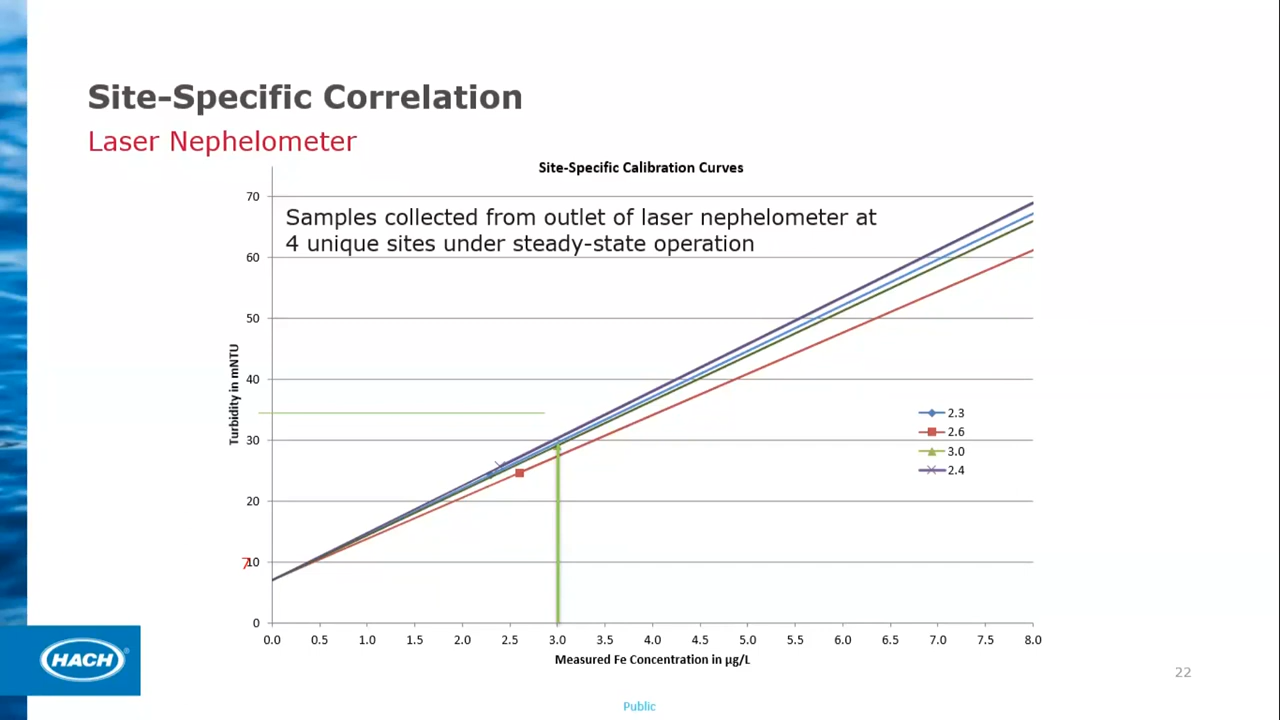 Site-Specific Correlation
Laser Nephelometer
Site-Specific Calibration Curves
Samples collected from outlet of laser nephelometer at
4 unique sites under steady-state operation
70
60
50
40
30
20
10
7
0
Turbidity in mNTU
2.3
2.6
3.0
2.4
0.0 0.5 1.0 1.5 2.0 2.5 3.0 3.5 4.0 4.5 5.0 5.5 6.0 6.5 7.0 7.5 8.0
Measured Fe Concentration in µg/L
HACH®
22
Public